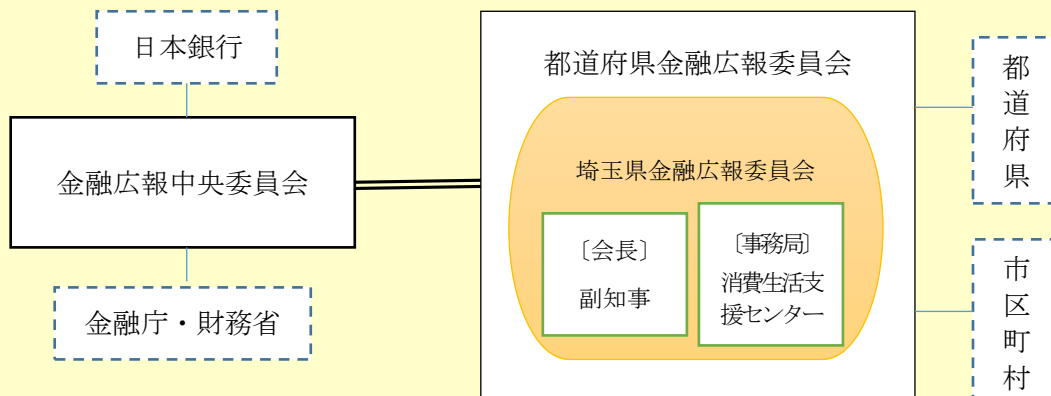 日本銀行
金融広報中央委員会
金融庁・財務省
都道府県金融広報委員会
埼玉県金融広報委員会
〔会長〕
副知事
〔事務局〕
消費生活支
援センター
都
道
府
県
市
区
町
村